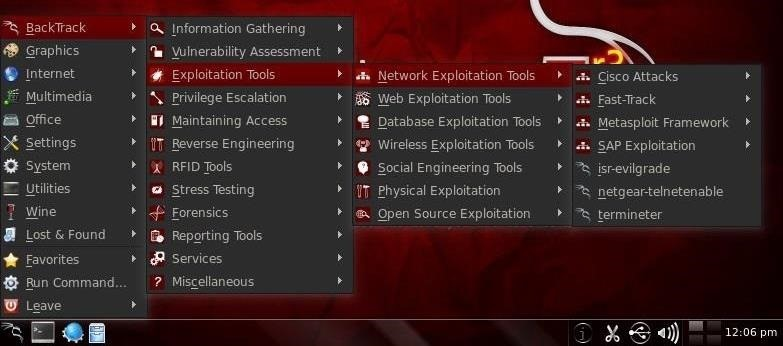 BackTrack
Graphics
Internet
Multimedia
Office
Settings
System
Utilities
Wine
Lost & Found
Favorites
Run Command...
Leave
Information Gathering
Vulnerability Assessment
Exploitation Tools
Privilege Escalation
Maintaining Access
Reverse Engineering
RFID Tools
Stress Testing
Forensics
Reporting Tools
Services
Miscellaneous
Network Exploitation Tools
Web Exploitation Tools
Database Exploitation Tools
Wireless Exploitation Tools
Social Engineering Tools
Physical Exploitation
Open Source Exploitation
Cisco Attacks
Fast-Track
Metasploit Framework
SAP Exploitation
isr-evilgrade
netgear-telnetenable
termineter
12:06 pm